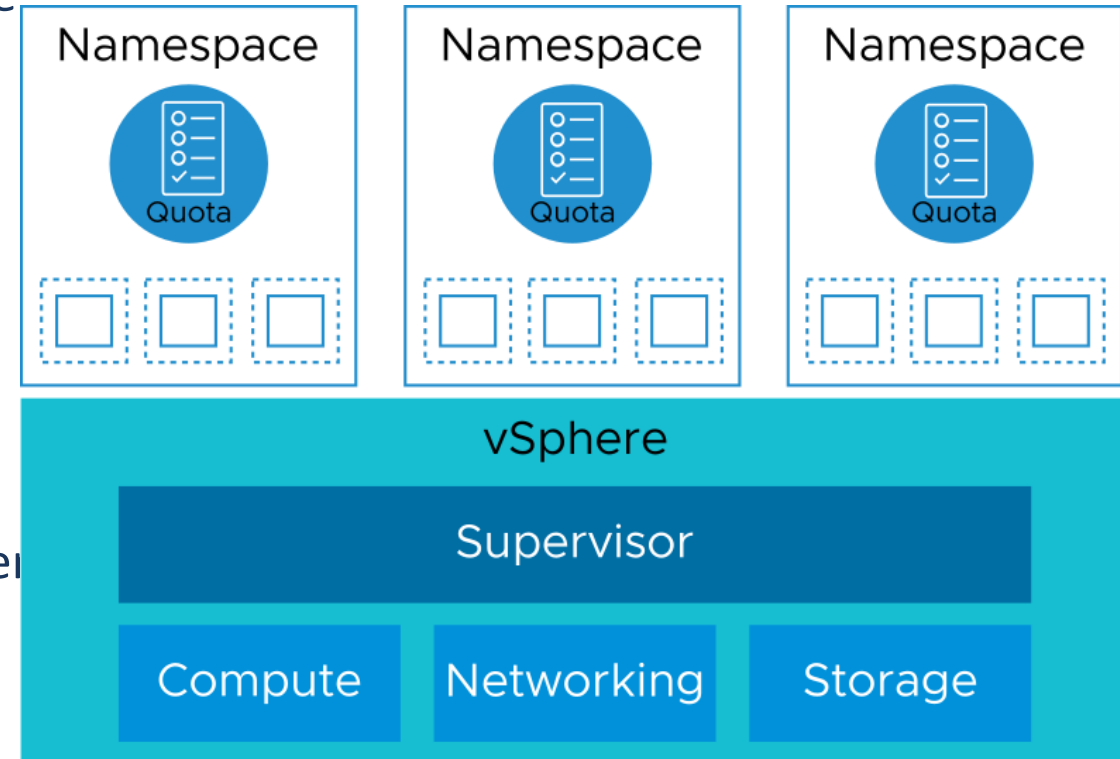 Namespace
Namespace
Namespace
Quota
Quota
Quota
vSphere
Supervisor
Compute
Networking
Storage